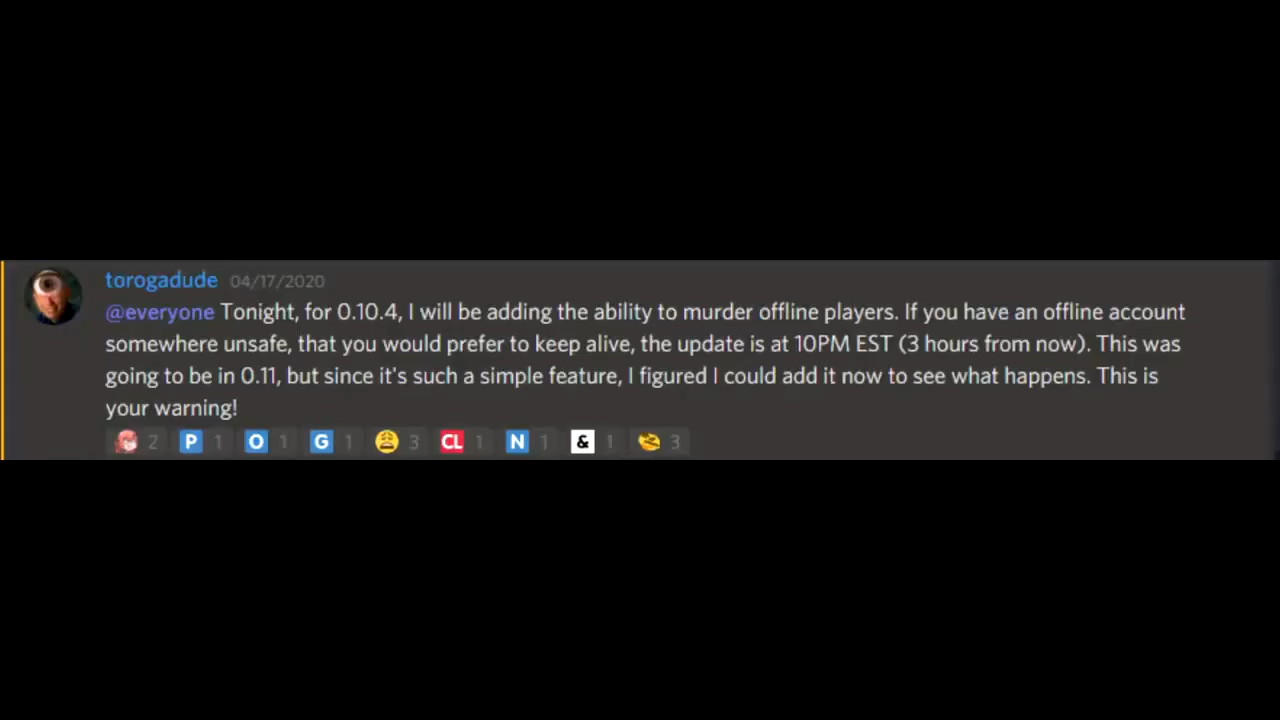 torogadude 04/17/2020
@everyone Tonight, for 0.10.4, I will be adding the ability to murder offline players. If you have an offline account
somewhere unsafe, that you would prefer to keep alive, the update is at 10PM EST (3 hours from now). This was
going to be in 0.11, but since it's such a simple feature, I figured I could add it now to see what happens. This is
your warning!
2 P 1 O 1 G 1 3 CL 1 N 1 & 1 3